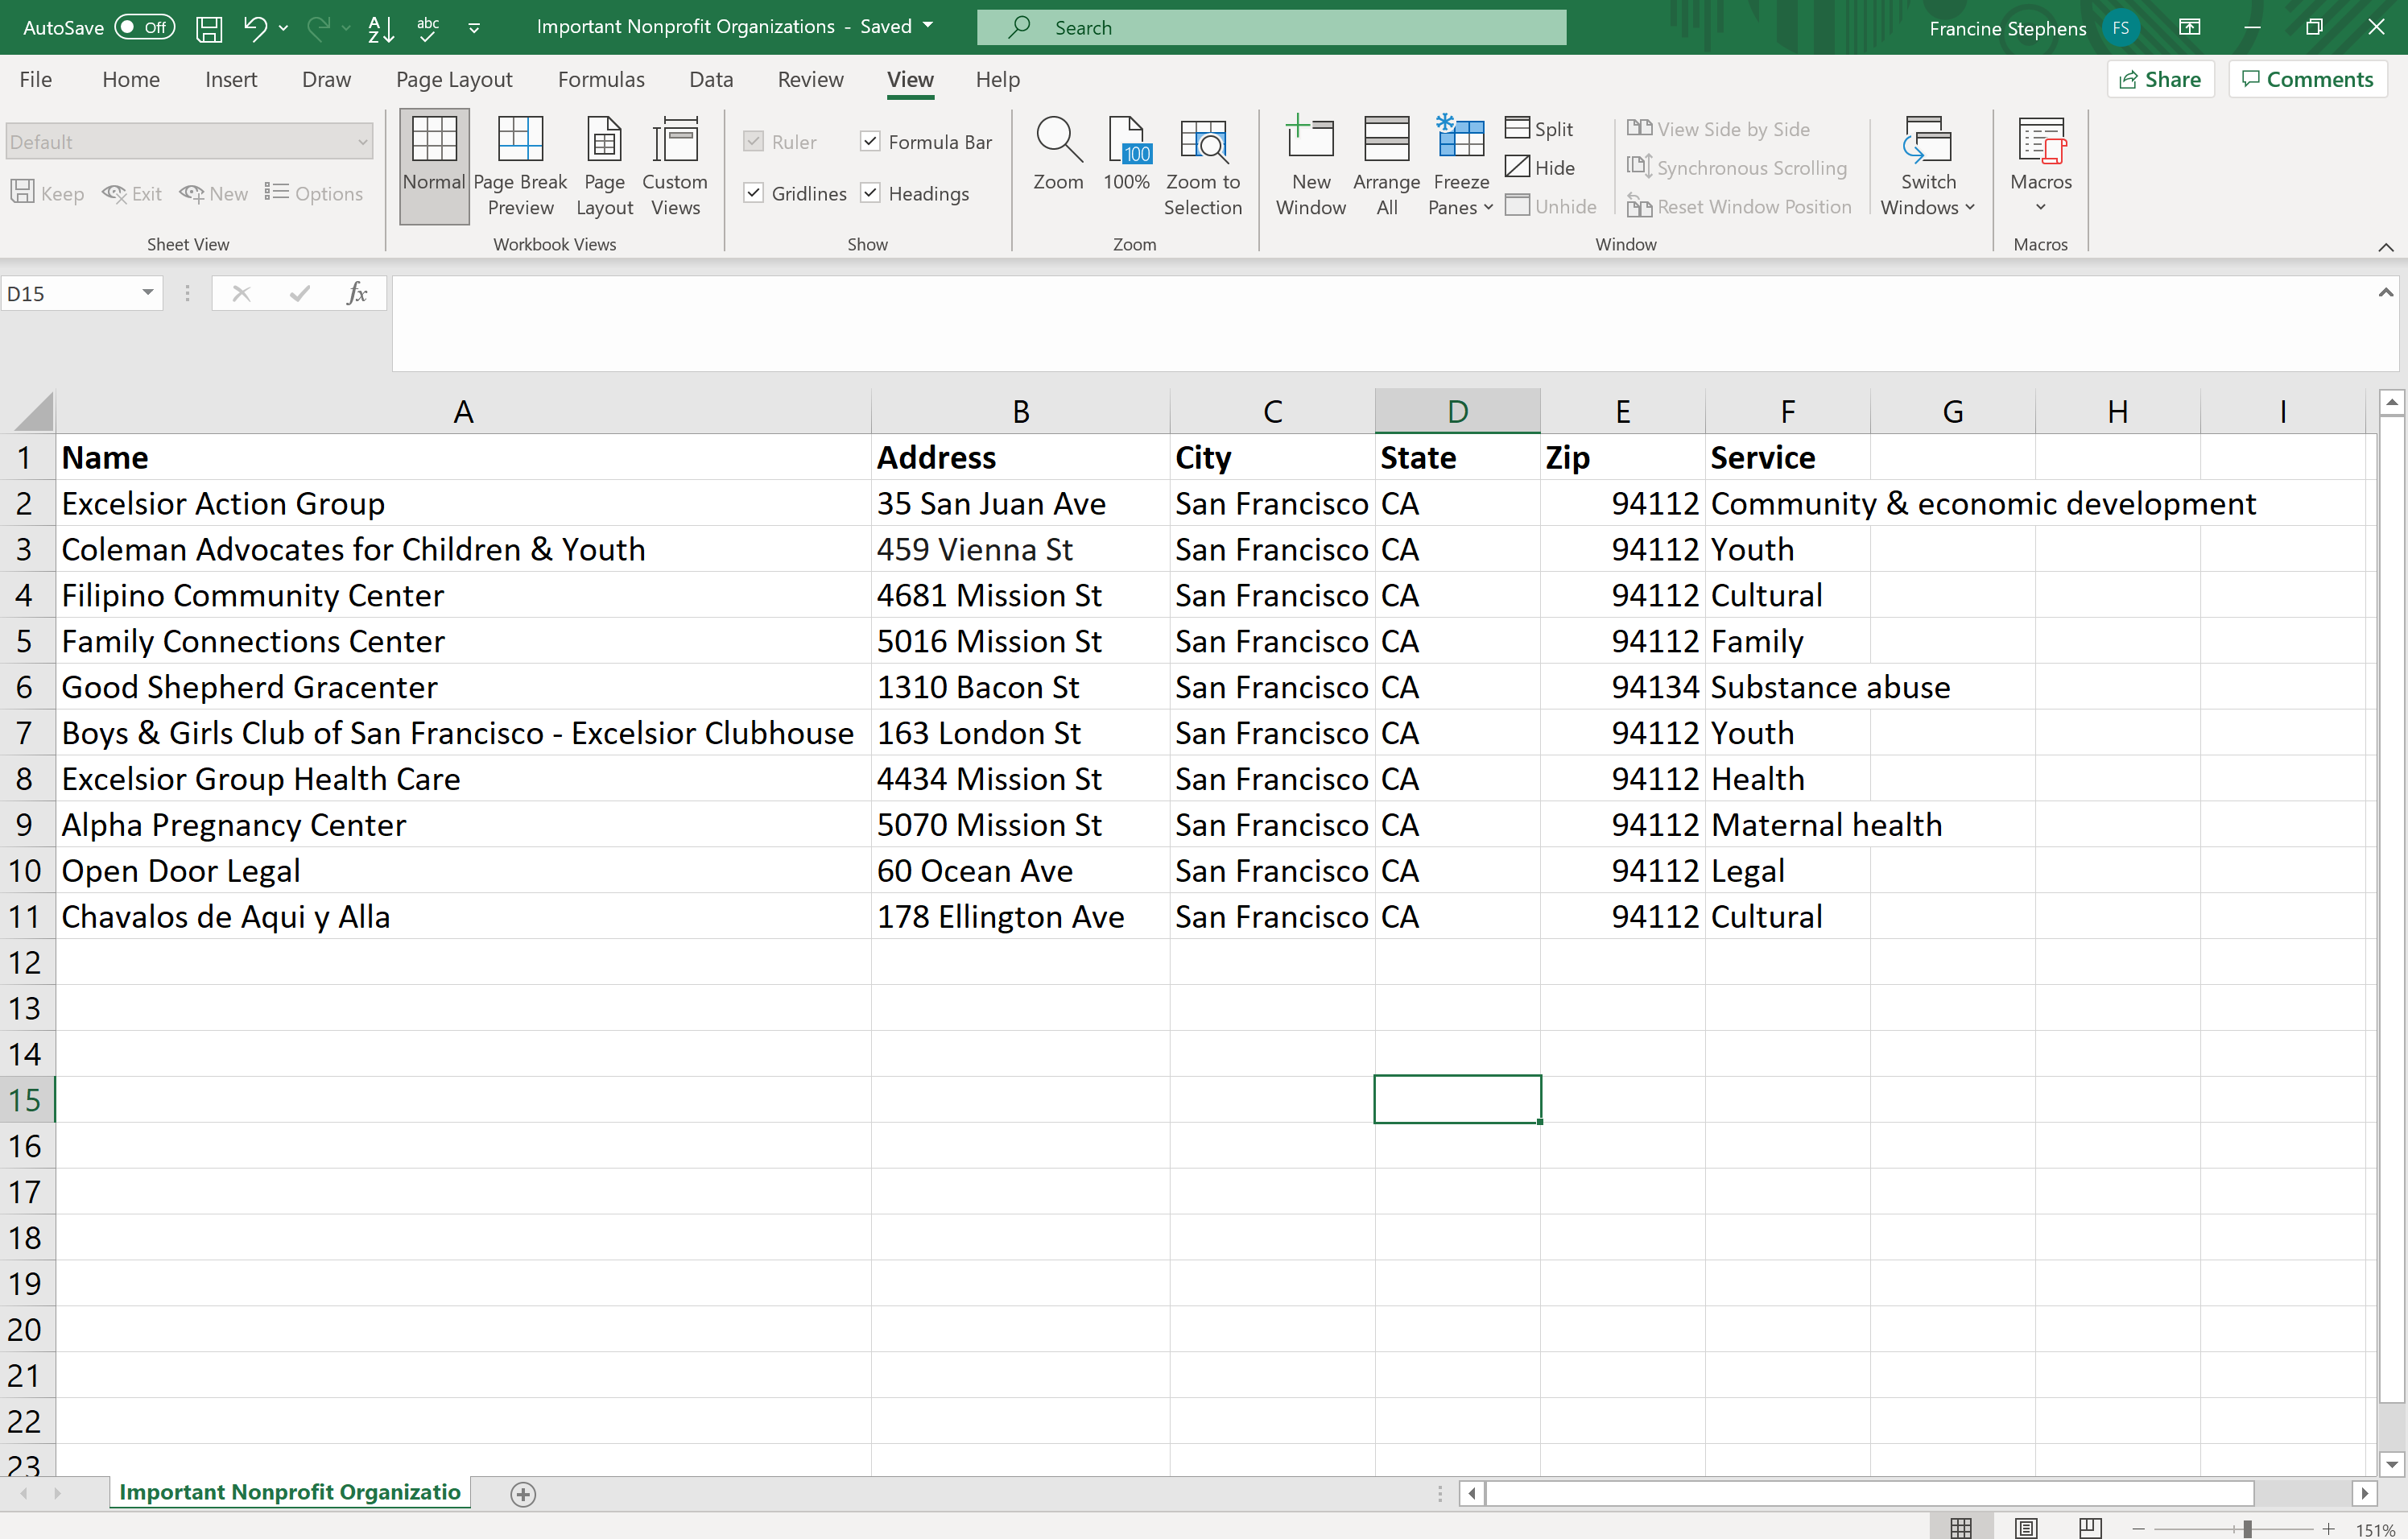 AutoSave Off Important Nonprofit Organizations - Saved Search Francine Stephens FS
File Home Insert Draw Page Layout Formulas Data Review View Help Share Comments
Default
Keep Exit New Options
Sheet View
Normal
Page Break Preview
Page Layout
Custom Views
Workbook Views
Ruler Formula Bar
Gridlines Headings
Show
Zoom
100 100%
Zoom to Selection
Zoom
New Window
Arrange All
Freeze Panes
Split
Hide
Unhide
View Side by Side
Synchronous Scrolling
Reset Window Position
Switch Windows
Window
Macros
Macros
D15 fx
A B C D E F G H I
1 Name Address City State Zip Service
2 Excelsior Action Group 35 San Juan Ave San Francisco CA 94112 Community & economic development
3 Coleman Advocates for Children & Youth 459 Vienna St San Francisco CA 94112 Youth
4 Filipino Community Center 4681 Mission St San Francisco CA 94112 Cultural
5 Family Connections Center 5016 Mission St San Francisco CA 94112 Family
6 Good Shepherd Gracenter 1310 Bacon St San Francisco CA 94134 Substance abuse
7 Boys & Girls Club of San Francisco - Excelsior Clubhouse 163 London St San Francisco CA 94112 Youth
8 Excelsior Group Health Care 4434 Mission St San Francisco CA 94112 Health
9 Alpha Pregnancy Center 5070 Mission St San Francisco CA 94112 Maternal health
10 Open Door Legal 60 Ocean Ave San Francisco CA 94112 Legal
11 Chavalos de Aqui y Alla 178 Ellington Ave San Francisco CA 94112 Cultural
12
13
14
15
16
17
18
19
20
21
22
23
Important Nonprofit Organizatio
151%